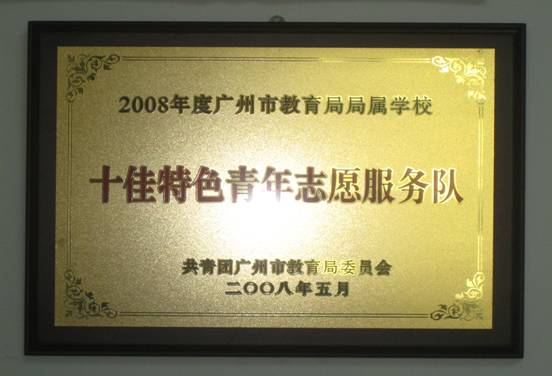 2008年度广州市教育局局属学校
十佳特色青年志愿服务队
共青团广州市教育局委员会
二〇〇八年五月